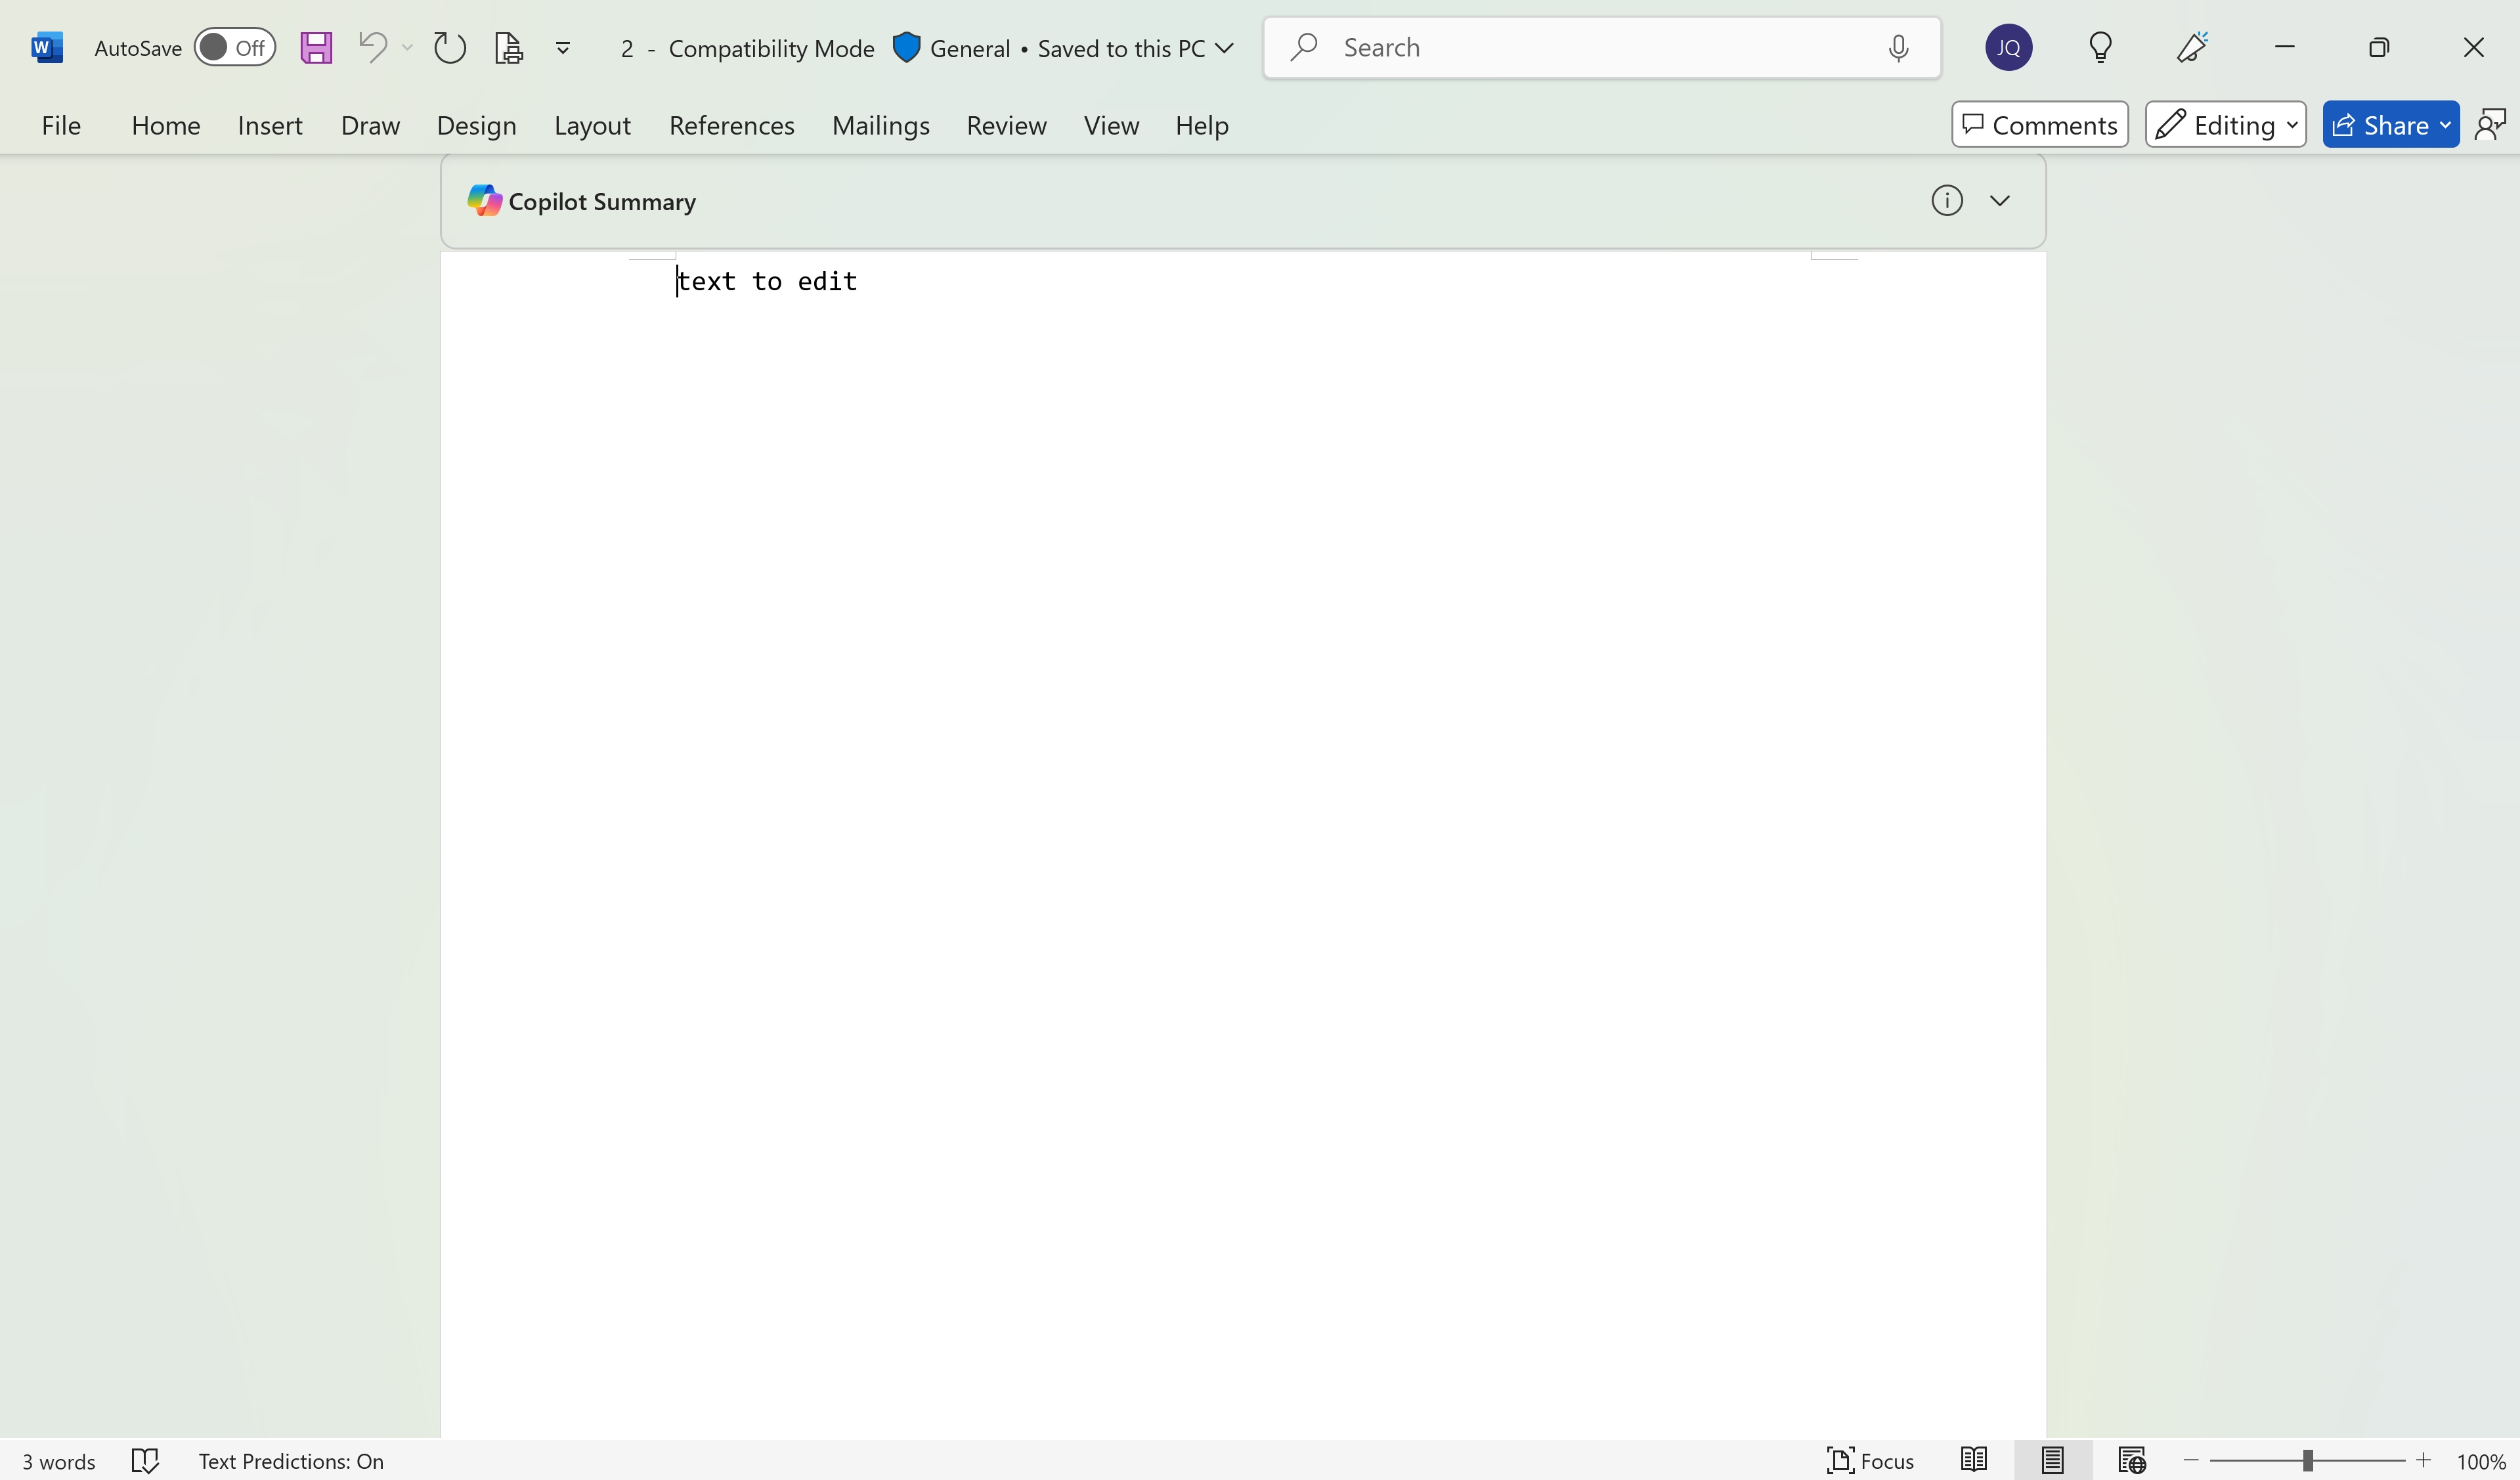 W AutoSave Off 2 - Compatibility Mode General • Saved to this PC Search JQ
File Home Insert Draw Design Layout References Mailings Review View Help Comments Editing Share
Copilot Summary
text to edit
3 words Text Predictions: On Focus 100%